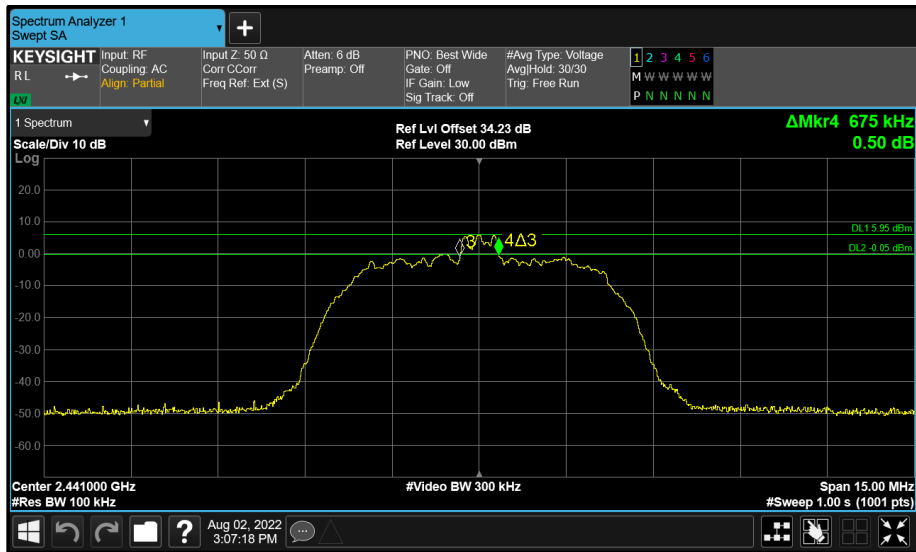 Spectrum Analyzer 1
Swept SA
+
KEYSIGHT
RL
LXI
Input: RF
Coupling: AC
Align: Partial
Input Z: 50 Ω
Corr CCorr
Freq Ref: Ext (S)
Atten: 6 dB
Preamp: Off
PNO: Best Wide
Gate: Off
IF Gain: Low
Sig Track: Off
#Avg Type: Voltage
Avg|Hold: 30/30
Trig: Free Run
1 2 3 4 5 6
M W W W W W
P N N N N N
1 Spectrum
Scale/Div 10 dB
Ref Lvl Offset 34.23 dB
Ref Level 30.00 dBm
ΔMkr4 675 kHz
0.50 dB
Log
20.0
10.0
0.00
-10.0
-20.0
-30.0
-40.0
-50.0
-60.0
3
4Δ3
DL1 5.95 dBm
DL2 -0.05 dBm
Center 2.441000 GHz
#Res BW 100 kHz
#Video BW 300 kHz
Span 15.00 MHz
#Sweep 1.00 s (1001 pts)
?
Aug 02, 2022
3:07:18 PM